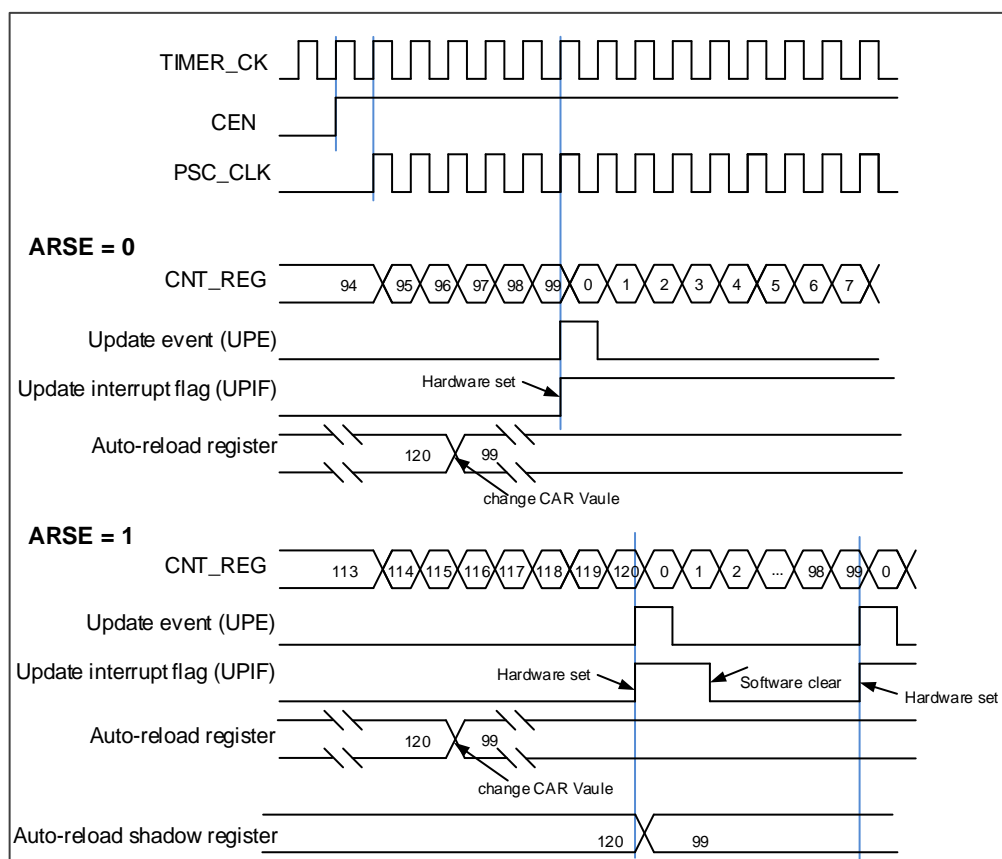 TIMER_CK
CEN
PSC_CLK
ARSE = 0
CNT_REG 94 95 96 97 98 99 0 1 2 3 4 5 6 7
Update event (UPE)
Update interrupt flag (UPIF) Hardware set
Auto-reload register 120 99
change CAR Vaule
ARSE = 1
CNT_REG 113 114 115 116 117 118 119 120 0 1 2 ... 98 99 0
Update event (UPE)
Update interrupt flag (UPIF) Hardware set Software clear Hardware set
Auto-reload register 120 99
change CAR Vaule
Auto-reload shadow register 120 99